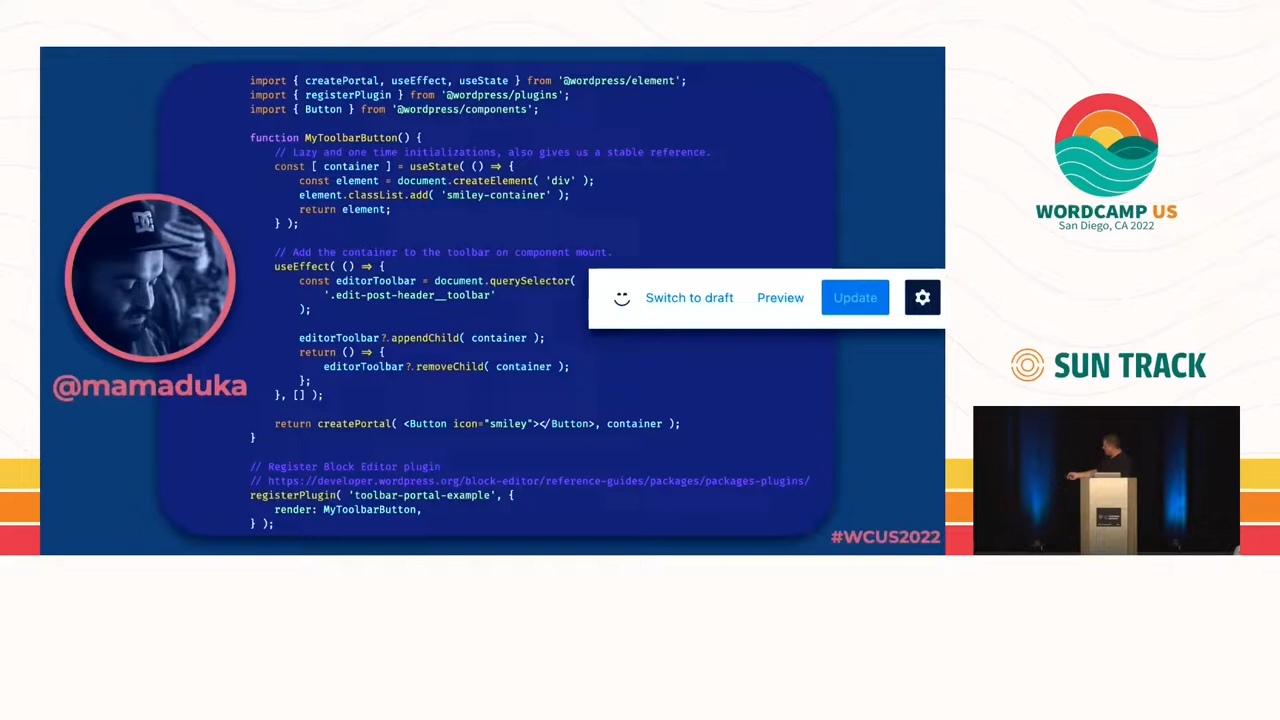 import { createPortal, useEffect, useState } from '@wordpress/element';
import { registerPlugin } from '@wordpress/plugins';
import { Button } from '@wordpress/components';
function MyToolbarButton() {
// Lazy and one time initializations, also gives us a stable reference.
const [ container ] = useState( () => {
const element = document.createElement( 'div' );
element.classList.add( 'smiley-container' );
return element;
} );
// Add the container to the toolbar on component mount.
useEffect( () => {
const editorToolbar = document.querySelector(
'.edit-post-header__toolbar'
);
editorToolbar?.appendChild( container );
return () => {
editorToolbar?.removeChild( container );
};
}, [] );
return createPortal( <Button icon="smiley"></Button>, container );
}
// Register Block Editor plugin
// https://developer.wordpress.org/block-editor/reference-guides/packages/packages-plugins/
registerPlugin( 'toolbar-portal-example', {
render: MyToolbarButton,
} );
Switch to draft Preview Update
@mamaduka
#WCUS2022
WORDCAMP US
San Diego, CA 2022
SUN TRACK